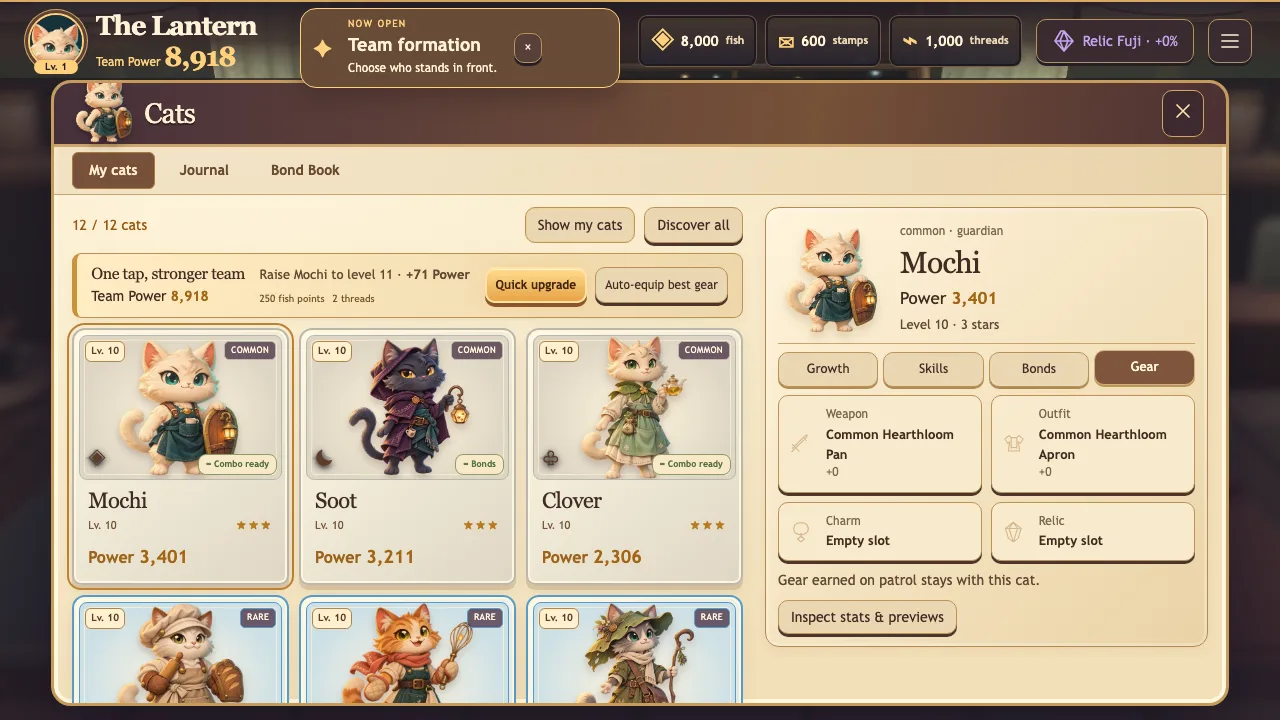 The Lantern
Team Power 8,918
Lv. 1
NOW OPEN
Team formation
Choose who stands in front.
×
8,000 fish
600 stamps
1,000 threads
Relic Fuji · +0%
Cats
My cats
Journal
Bond Book
12 / 12 cats
Show my cats
Discover all
One tap, stronger team
Team Power 8,918
Raise Mochi to level 11 · +71 Power
250 fish points 2 threads
Quick upgrade
Auto-equip best gear
Lv. 10
COMMON
Combo ready
Mochi
Lv. 10
★★★
Power 3,401
Lv. 10
COMMON
Bonds
Soot
Lv. 10
★★★
Power 3,211
Lv. 10
COMMON
Combo ready
Clover
Lv. 10
★★★
Power 2,306
Lv. 10
RARE
Lv. 10
RARE
Lv. 10
RARE
common · guardian
Mochi
Power 3,401
Level 10 · 3 stars
Growth
Skills
Bonds
Gear
Weapon
Common Hearthloom
Pan
+0
Outfit
Common Hearthloom
Apron
+0
Charm
Empty slot
Relic
Empty slot
Gear earned on patrol stays with this cat.
Inspect stats & previews